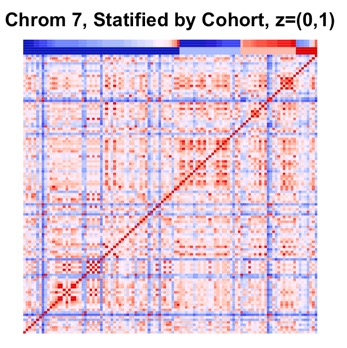 Chrom 7, Statified by Cohort, z=(0,1)